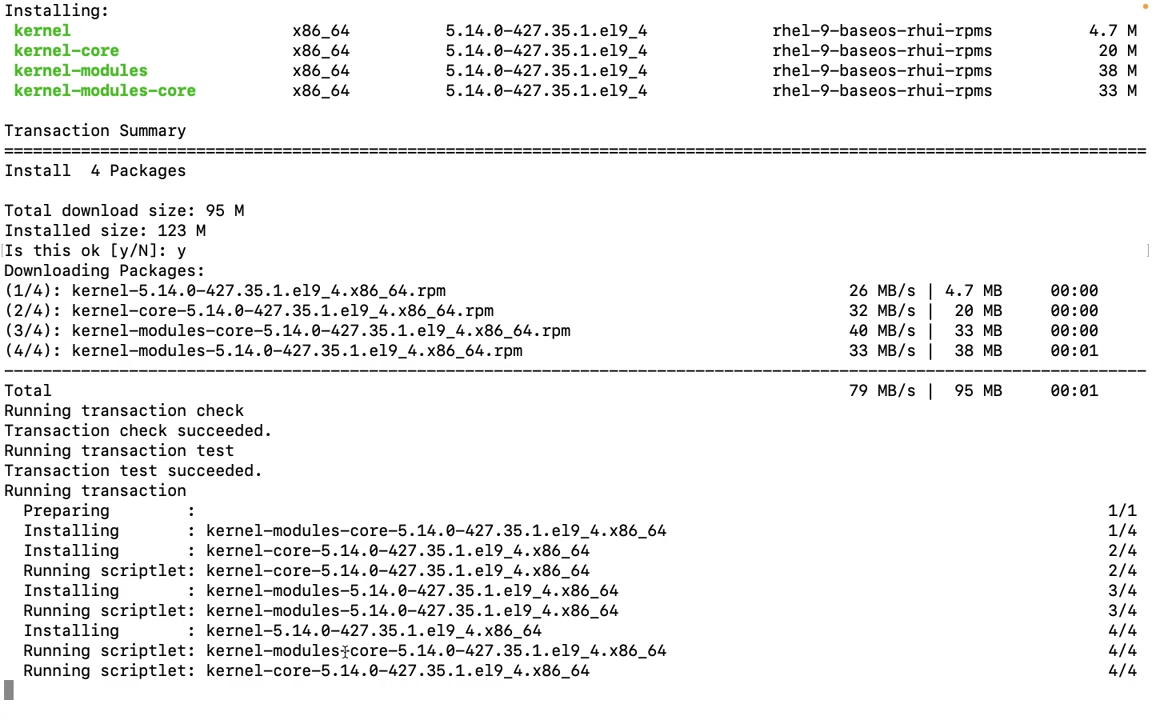 Installing:
 kernel x86_64 5.14.0-427.35.1.el9_4 rhel-9-baseos-rhui-rpms 4.7 M
 kernel-core x86_64 5.14.0-427.35.1.el9_4 rhel-9-baseos-rhui-rpms 20 M
 kernel-modules x86_64 5.14.0-427.35.1.el9_4 rhel-9-baseos-rhui-rpms 38 M
 kernel-modules-core x86_64 5.14.0-427.35.1.el9_4 rhel-9-baseos-rhui-rpms 33 M
Transaction Summary
================================================================================
Install  4 Packages
Total download size: 95 M
Installed size: 123 M
Is this ok [y/N]: y
Downloading Packages:
(1/4): kernel-5.14.0-427.35.1.el9_4.x86_64.rpm 26 MB/s | 4.7 MB 00:00
(2/4): kernel-core-5.14.0-427.35.1.el9_4.x86_64.rpm 32 MB/s | 20 MB 00:00
(3/4): kernel-modules-core-5.14.0-427.35.1.el9_4.x86_64.rpm 40 MB/s | 33 MB 00:00
(4/4): kernel-modules-5.14.0-427.35.1.el9_4.x86_64.rpm 33 MB/s | 38 MB 00:01
--------------------------------------------------------------------------------
Total 79 MB/s | 95 MB 00:01
Running transaction check
Transaction check succeeded.
Running transaction test
Transaction test succeeded.
Running transaction
  Preparing : 1/1
  Installing : kernel-modules-core-5.14.0-427.35.1.el9_4.x86_64 1/4
  Installing : kernel-core-5.14.0-427.35.1.el9_4.x86_64 2/4
  Running scriptlet: kernel-core-5.14.0-427.35.1.el9_4.x86_64 2/4
  Installing : kernel-modules-5.14.0-427.35.1.el9_4.x86_64 3/4
  Running scriptlet: kernel-modules-5.14.0-427.35.1.el9_4.x86_64 3/4
  Installing : kernel-5.14.0-427.35.1.el9_4.x86_64 4/4
  Running scriptlet: kernel-modules-core-5.14.0-427.35.1.el9_4.x86_64 4/4
  Running scriptlet: kernel-core-5.14.0-427.35.1.el9_4.x86_64 4/4